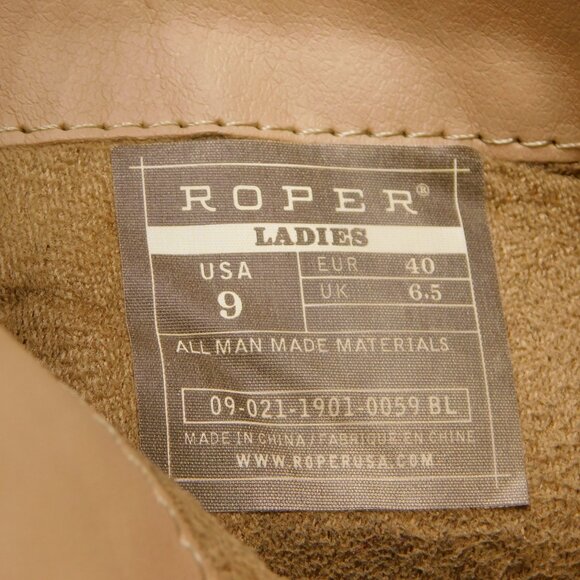 ROPER®
LADIES
USA 9
EUR 40
UK 6.5
ALL MAN MADE MATERIALS
09-021-1901-0059 BL
MADE IN CHINA / FABRIQUÉ EN CHINE
WWW.ROPERUSA.COM